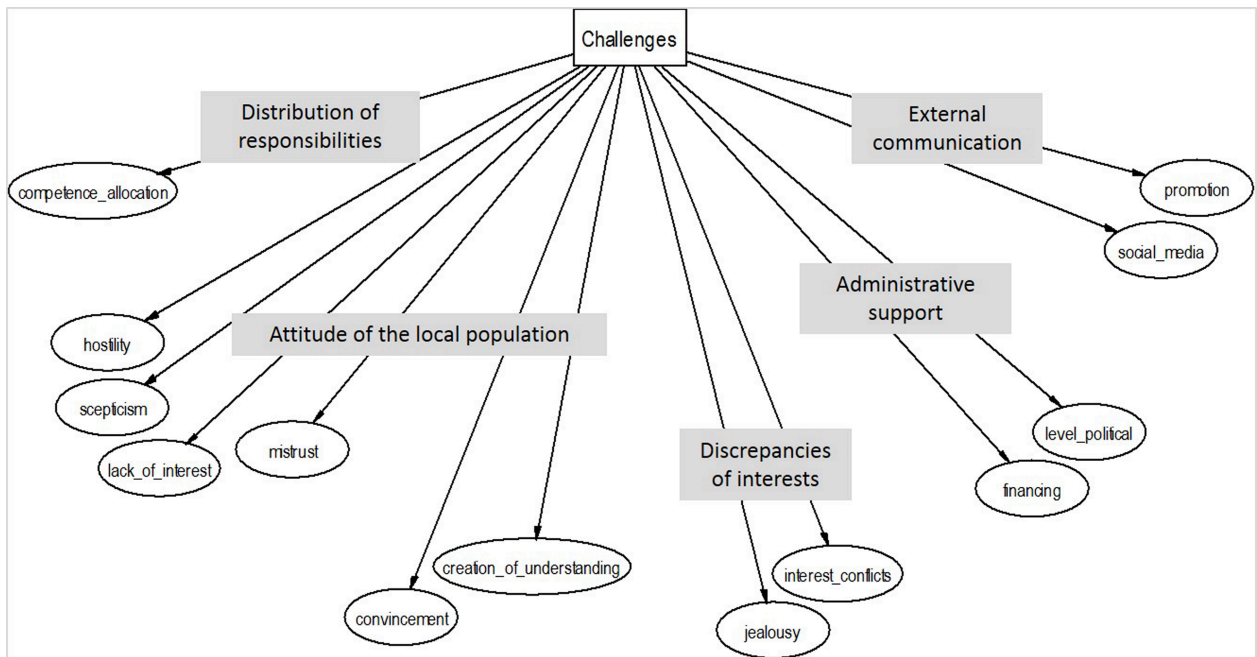 Challenges
Distribution of
responsibilities
External
communication
competence_allocation
promotion
social_media
Administrative
support
Attitude of the local population
hostility
scepticism
lack_of_interest
mistrust
level_political
Discrepancies
of interests
financing
creation_of_understanding
interest_conflicts
convincement
jealousy